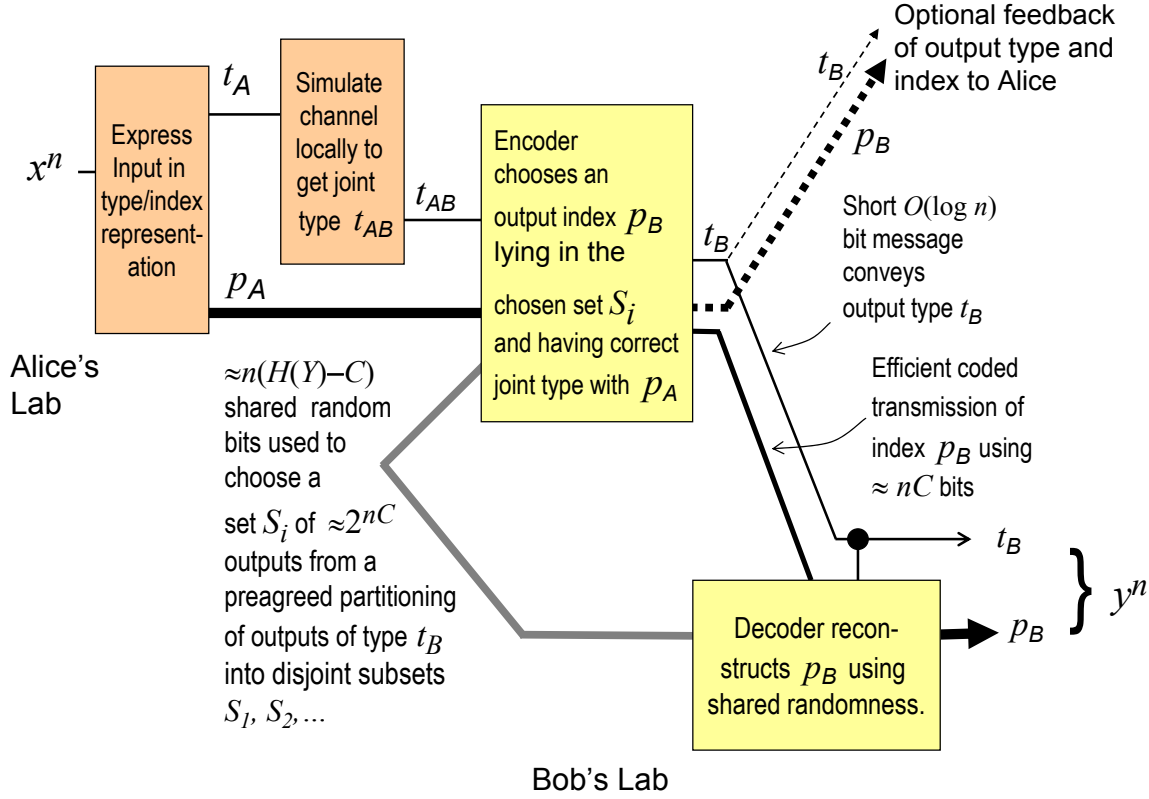 Optional feedback
of output type and
index to Alice
t_B
p_B
x^n
Express
Input in
type/index
represent-
ation
t_A
Simulate
channel
locally to
get joint
type t_AB
t_AB
p_A
Encoder
chooses an
output index p_B
lying in the
chosen set S_i
and having correct
joint type with p_A
t_B
Short O(log n)
bit message
conveys
output type t_B
Efficient coded
transmission of
index p_B using
≈ nC bits
Alice's
Lab
≈n(H(Y)–C)
shared random
bits used to
choose a
set S_i of ≈2^nC
outputs from a
preagreed partitioning
of outputs of type t_B
into disjoint subsets
S_1, S_2,...
t_B
p_B
} y^n
Decoder recon-
structs p_B using
shared randomness.
Bob's Lab